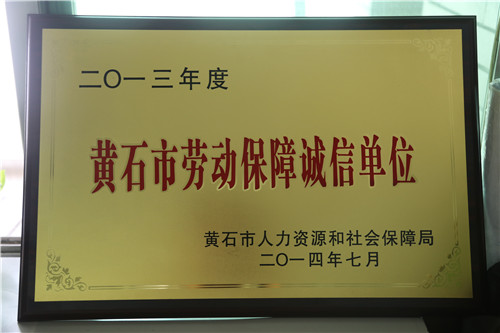 二〇一三年度
黄石市劳动保障诚信单位
黄石市人力资源和社会保障局
二〇一四年七月